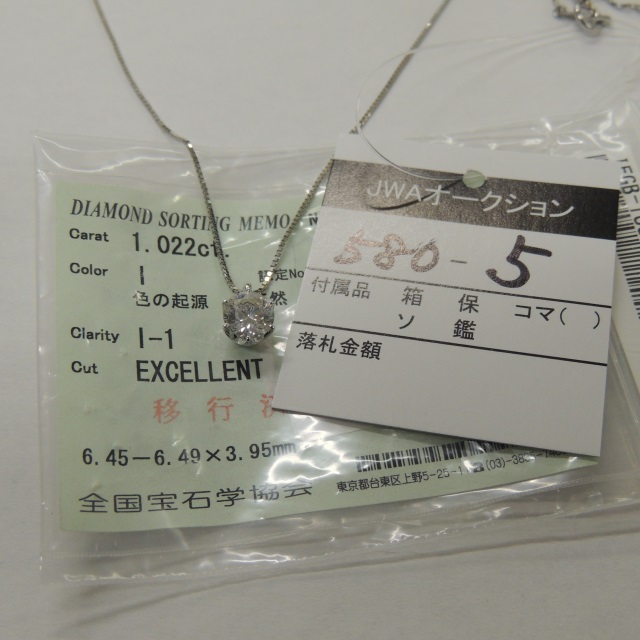 DIAMOND SORTING MEMO
Carat 1.022ct.
Color I
色の起源 然
Clarity I-1
Cut EXCELLENT
移行
6.45-6.49×3.95mm
全国宝石学協会
東京都台東区上野5-25-1
(03)-38
JWAオークション
580-5
付属品 箱 保 コマ( )
ソ 鑑
落札金額